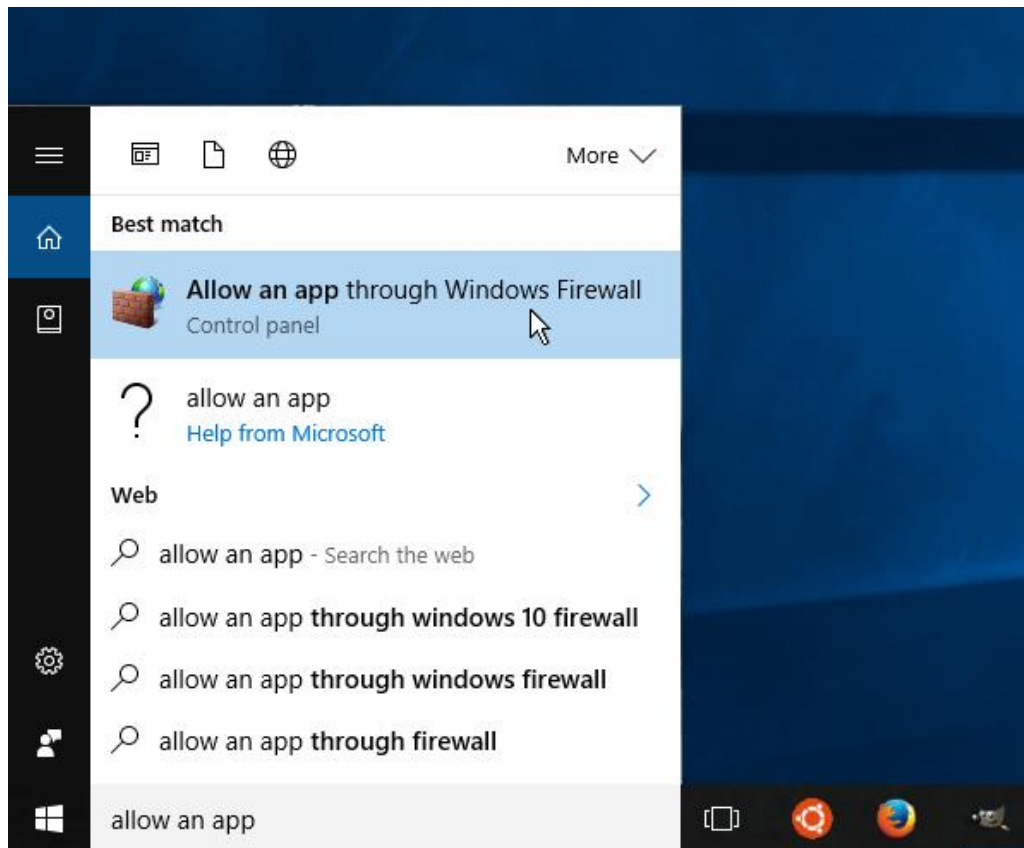 More
Best match
Allow an app through Windows Firewall
Control panel
allow an app
Help from Microsoft
Web
allow an app - Search the web
allow an app through windows 10 firewall
allow an app through windows firewall
allow an app through firewall
allow an app